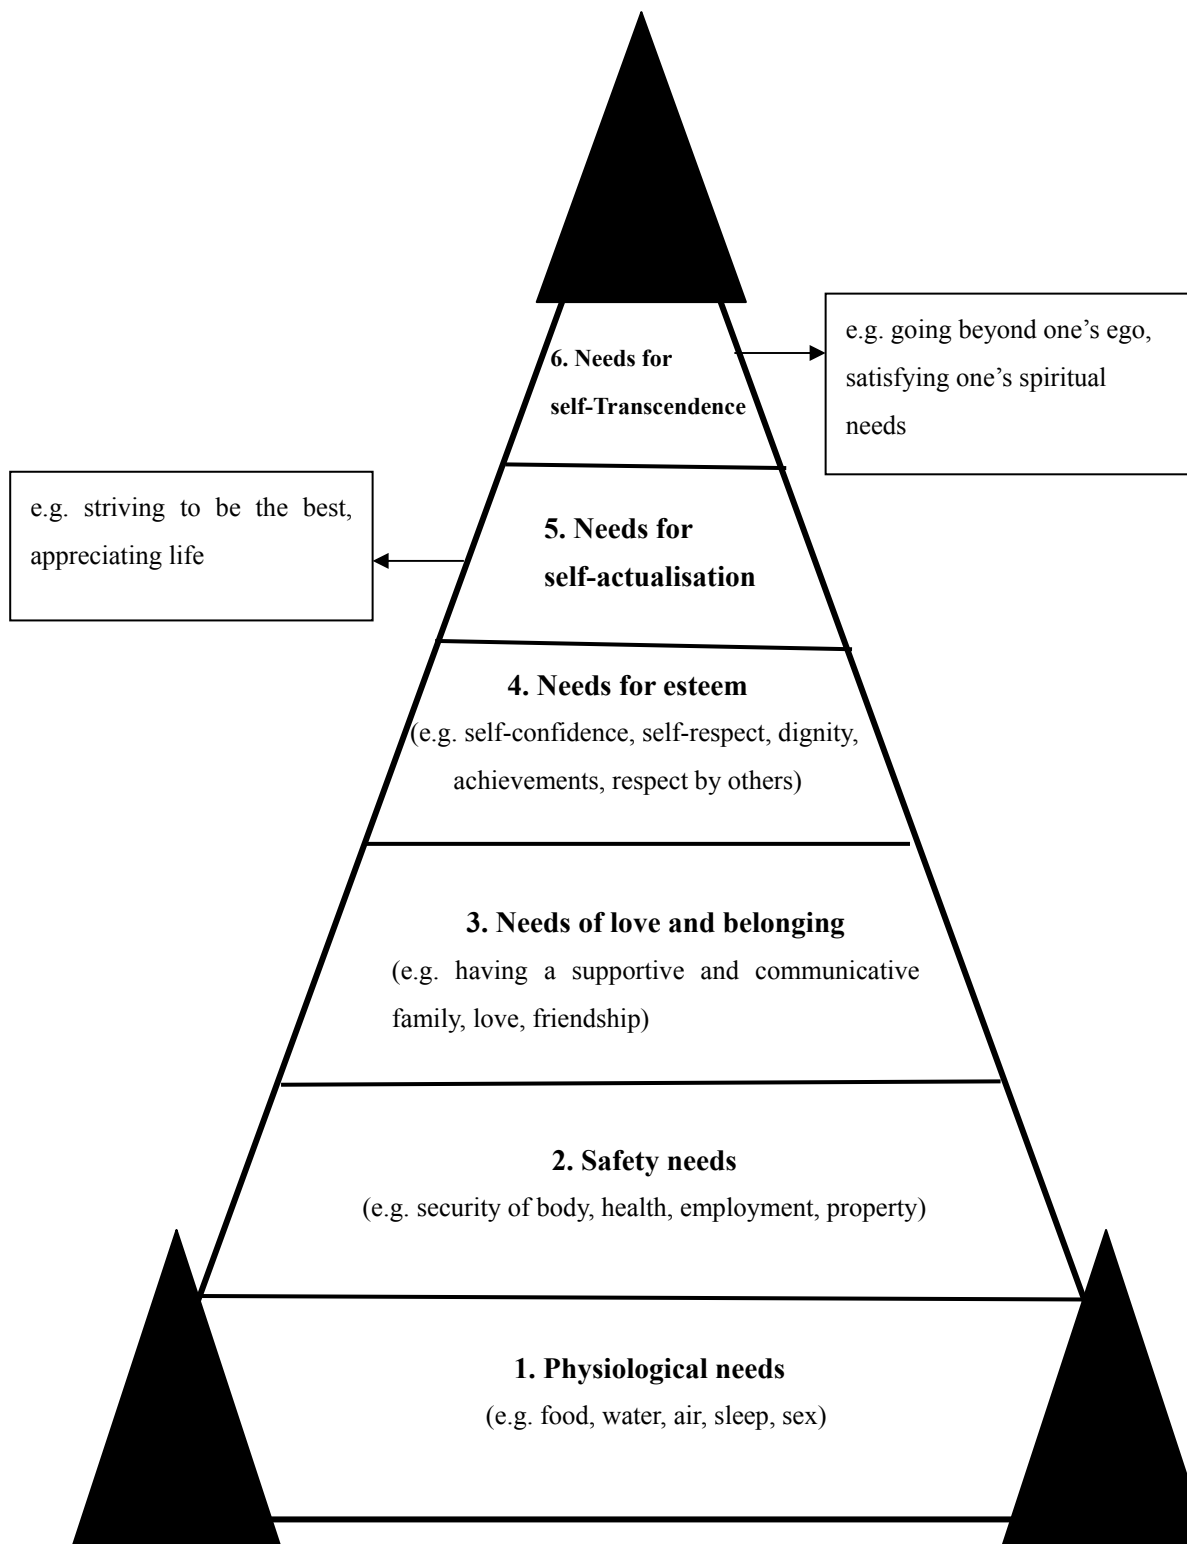 6. Needs for
self-Transcendence
e.g. going beyond one’s ego,
satisfying one’s spiritual
needs
e.g. striving to be the best,
appreciating life
5. Needs for
self-actualisation
4. Needs for esteem
(e.g. self-confidence, self-respect, dignity,
achievements, respect by others)
3. Needs of love and belonging
(e.g. having a supportive and communicative
family, love, friendship)
2. Safety needs
(e.g. security of body, health, employment, property)
1. Physiological needs
(e.g. food, water, air, sleep, sex)